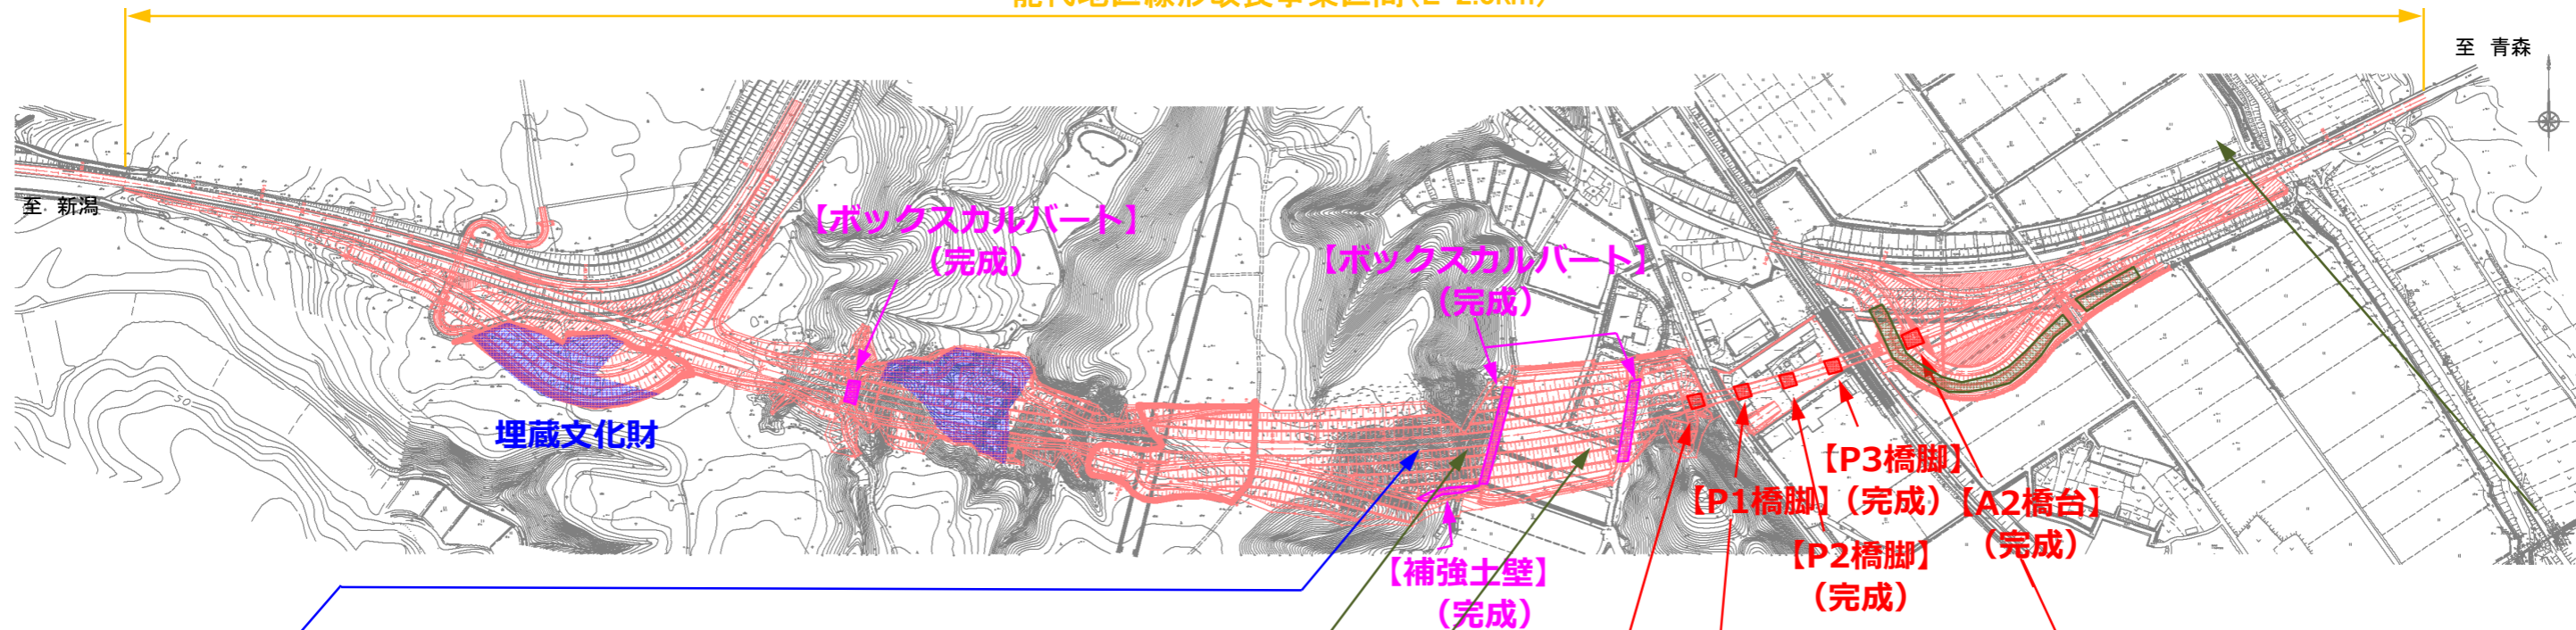 至 青森
至 新潟
【ボックスカルバート】
（完成）
【ボックスカルバート】
（完成）
埋蔵文化財
【P3橋脚】
【P1橋脚】（完成）
【A2橋台】
（完成）
【P2橋脚】
（完成）
【補強土壁】
（完成）
50